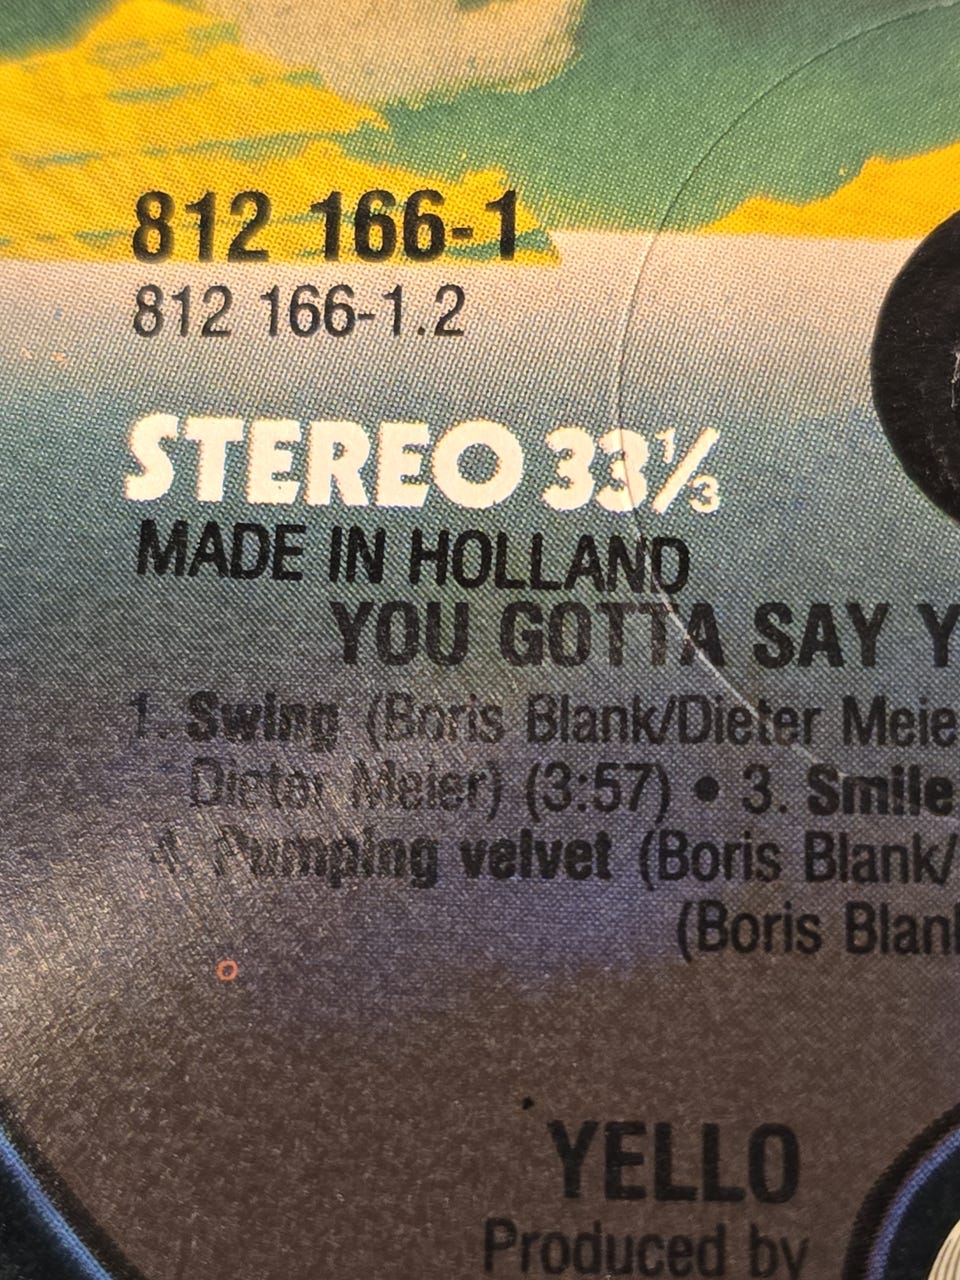 812 166-1
812 166-1.2
STEREO 33⅓
MADE IN HOLLAND
YOU GOTTA SAY Y
1. Swing (Boris Blank/Dieter Meie
Dieter Meier) (3:57) • 3. Smile
4. Pumping velvet (Boris Blank/
(Boris Blank
YELLO
Produced by